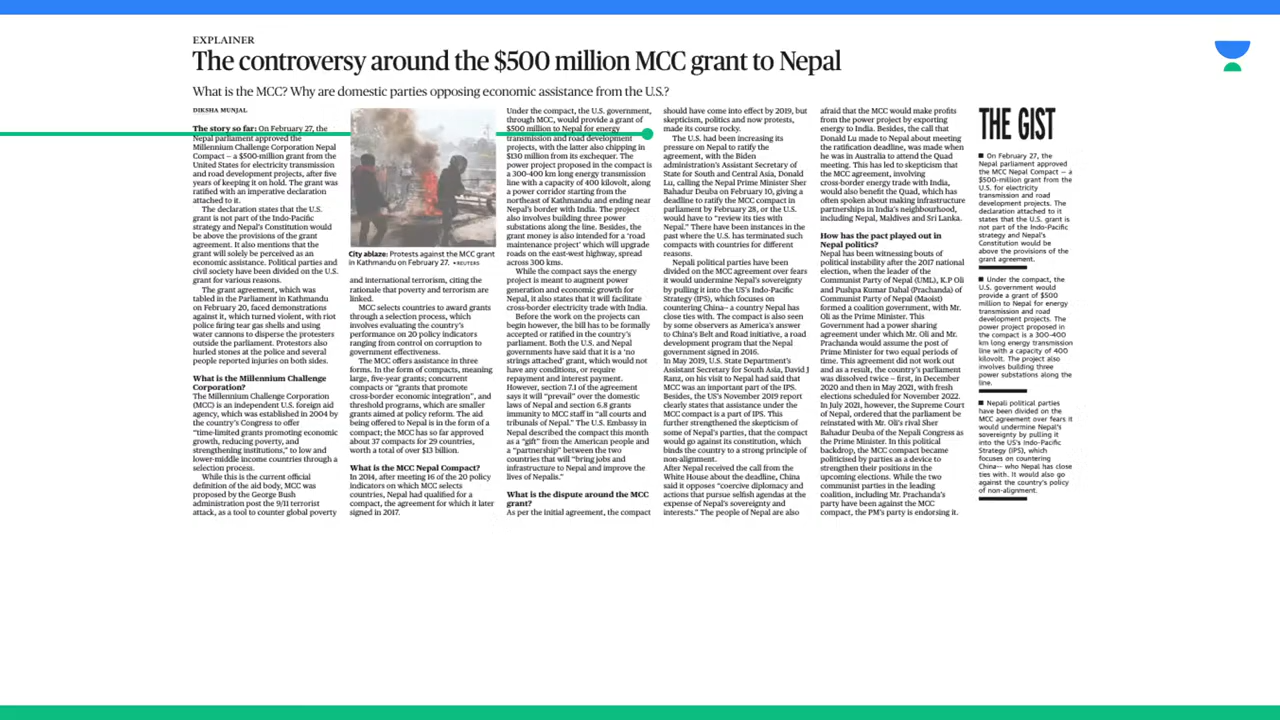 EXPLAINER
The controversy around the $500 million MCC grant to Nepal
What is the MCC? Why are domestic parties opposing economic assistance from the U.S.?
DIKSHA MUNJAL
The story so far: On February 27, the
Nepal parliament approved the
Millennium Challenge Corporation Nepal
Compact — a $500-million grant from the
United States for electricity transmission
and road development projects, after five
years of keeping it on hold. The grant was
ratified with an imperative declaration
attached to it.
The declaration states that the U.S.
grant is not part of the Indo-Pacific
strategy and Nepal's Constitution would
be above the provisions of the grant
agreement. It also mentions that the
grant will solely be perceived as an
economic assistance. Political parties and
civil society have been divided on the U.S.
grant for various reasons.
The grant agreement, which was
tabled in the Parliament in Kathmandu
on February 20, faced demonstrations
against it, which turned violent, with riot
police firing tear gas shells and using
water cannons to disperse the protesters
outside the parliament. Protestors also
hurled stones at the police and several
people reported injuries on both sides.
What is the Millennium Challenge
Corporation?
The Millennium Challenge Corporation
(MCC) is an independent U.S. foreign aid
agency, which was established in 2004 by
the country's Congress to offer
"time-limited grants promoting economic
growth, reducing poverty, and
strengthening institutions," to low and
lower-middle income countries through a
selection process.
While this is the current official
definition of the aid body, MCC was
proposed by the George Bush
administration post the 9/11 terrorist
attack, as a tool to counter global poverty
City ablaze: Protests against the MCC grant
in Kathmandu on February 27. •REUTERS
and international terrorism, citing the
rationale that poverty and terrorism are
linked.
MCC selects countries to award grants
through a selection process, which
involves evaluating the country's
performance on 20 policy indicators
ranging from control on corruption to
government effectiveness.
The MCC offers assistance in three
forms. In the form of compacts, meaning
large, five-year grants; concurrent
compacts or "grants that promote
cross-border economic integration", and
threshold programs, which are smaller
grants aimed at policy reform. The aid
being offered to Nepal is in the form of a
compact; the MCC has so far approved
about 37 compacts for 29 countries,
worth a total of over $13 billion.
What is the MCC Nepal Compact?
In 2014, after meeting 16 of the 20 policy
indicators on which MCC selects
countries, Nepal had qualified for a
compact, the agreement for which it later
signed in 2017.
Under the compact, the U.S. government,
through MCC, would provide a grant of
$500 million to Nepal for energy
transmission and road development
projects, with the latter also chipping in
$130 million from its exchequer. The
power project proposed in the compact is
a 300-400 km long energy transmission
line with a capacity of 400 kilovolt, along
a power corridor starting from the
northeast of Kathmandu and ending near
Nepal's border with India. The project
also involves building three power
substations along the line. Besides, the
grant money is also intended for a 'road
maintenance project' which will upgrade
roads on the east-west highway, spread
across 300 kms.
While the compact says the energy
project is meant to augment power
generation and economic growth for
Nepal, it also states that it will facilitate
cross-border electricity trade with India.
Before the work on the projects can
begin however, the bill has to be formally
accepted or ratified in the country's
parliament. Both the U.S. and Nepal
governments have said that it is a 'no
strings attached' grant, which would not
have any conditions, or require
repayment and interest payment.
However, section 7.1 of the agreement
says it will "prevail" over the domestic
laws of Nepal and section 6.8 grants
immunity to MCC staff in "all courts and
tribunals of Nepal." The U.S. Embassy in
Nepal described the compact this month
as a "gift" from the American people and
a "partnership" between the two
countries that will "bring jobs and
infrastructure to Nepal and improve the
lives of Nepalis."
What is the dispute around the MCC
grant?
As per the initial agreement, the compact
should have come into effect by 2019, but
skepticism, politics and now protests,
made its course rocky.
The U.S. had been increasing its
pressure on Nepal to ratify the
agreement, with the Biden
administration's Assistant Secretary of
State for South and Central Asia, Donald
Lu, calling the Nepal Prime Minister Sher
Bahadur Deuba on February 10, giving a
deadline to ratify the MCC compact in
parliament by February 28, or the U.S.
would have to "review its ties with
Nepal." There have been instances in the
past where the U.S. has terminated such
compacts with countries for different
reasons.
Nepali political parties have been
divided on the MCC agreement over fears
it would undermine Nepal's sovereignty
by pulling it into the US's Indo-Pacific
Strategy (IPS), which focuses on
countering China— a country Nepal has
close ties with. The compact is also seen
by some observers as America's answer
to China's Belt and Road initiative, a road
development program that the Nepal
government signed in 2016.
In May 2019, U.S. State Department's
Assistant Secretary for South Asia, David J
Ranz, on his visit to Nepal had said that
MCC was an important part of the IPS.
Besides, the US's November 2019 report
clearly states that assistance under the
MCC compact is a part of IPS. This
further strengthened the skepticism of
some of Nepal's parties, that the compact
would go against its constitution, which
binds the country to a strong principle of
non-alignment.
After Nepal received the call from the
White House about the deadline, China
said it opposes "coercive diplomacy and
actions that pursue selfish agendas at the
expense of Nepal's sovereignty and
interests." The people of Nepal are also
afraid that the MCC would make profits
from the power project by exporting
energy to India. Besides, the call that
Donald Lu made to Nepal about meeting
the ratification deadline, was made when
he was in Australia to attend the Quad
meeting. This has led to skepticism that
the MCC agreement, involving
cross-border energy trade with India,
would also benefit the Quad, which has
often spoken about making infrastructure
partnerships in India's neighbourhood,
including Nepal, Maldives and Sri Lanka.
How has the pact played out in
Nepal politics?
Nepal has been witnessing bouts of
political instability after the 2017 national
election, when the leader of the
Communist Party of Nepal (UML), K.P Oli
and Pushpa Kumar Dahal (Prachanda) of
Communist Party of Nepal (Maoist)
formed a coalition government, with Mr.
Oli as the Prime Minister. This
Government had a power sharing
agreement under which Mr. Oli and Mr.
Prachanda would assume the post of
Prime Minister for two equal periods of
time. This agreement did not work out
and as a result, the country's parliament
was dissolved twice — first, in December
2020 and then in May 2021, with fresh
elections scheduled for November 2022.
In July 2021, however, the Supreme Court
of Nepal, ordered that the parliament be
reinstated with Mr. Oli's rival Sher
Bahadur Deuba of the Nepali Congress as
the Prime Minister. In this political
backdrop, the MCC compact became
politicised by parties as a device to
strengthen their positions in the
upcoming elections. While the two
communist parties in the leading
coalition, including Mr. Prachanda's
party have been against the MCC
compact, the PM's party is endorsing it.
THE GIST
■ On February 27, the
Nepal parliament approved
the MCC Nepal Compact — a
$500-million grant from the
U.S. for electricity
transmission and road
development projects. The
declaration attached to it
states that the U.S. grant is
not part of the Indo-Pacific
strategy and Nepal's
Constitution would be
above the provisions of the
grant agreement.
■ Under the compact, the
U.S. government would
provide a grant of $500
million to Nepal for energy
transmission and road
development projects. The
power project proposed in
the compact is a 300-400
km long energy transmission
line with a capacity of 400
kilovolt. The project also
involves building three
power substations along the
line.
■ Nepali political parties
have been divided on the
MCC agreement over fears it
would undermine Nepal's
sovereignty by pulling it
into the US's Indo-Pacific
Strategy (IPS), which
focuses on countering
China— who Nepal has close
ties with. It would also go
against the country's policy
of non-alignment.